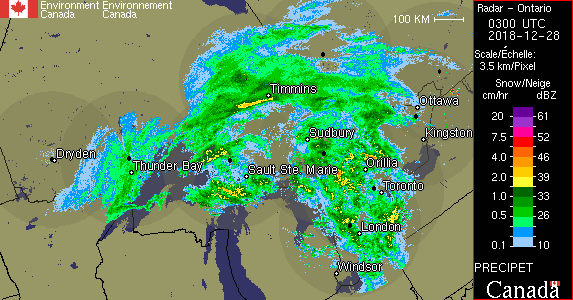 Environment Environnement
Canada Canada
100 KM
Timmins
Ottawa
Sudbury
Kingston
Dryden
Thunder Bay
Sault Ste. Marie
Orillia
Toronto
London
Windsor
Radar - Ontario
0300 UTC
2018-12-28
Scale/Échelle:
3.5 km/Pixel
Snow/Neige
cm/hr dBZ
20 61
7.5 57
5.2 52
4.0 46
2.0 39
1.0 33
0.5 26
0.1 10
PRECIPET
Canada